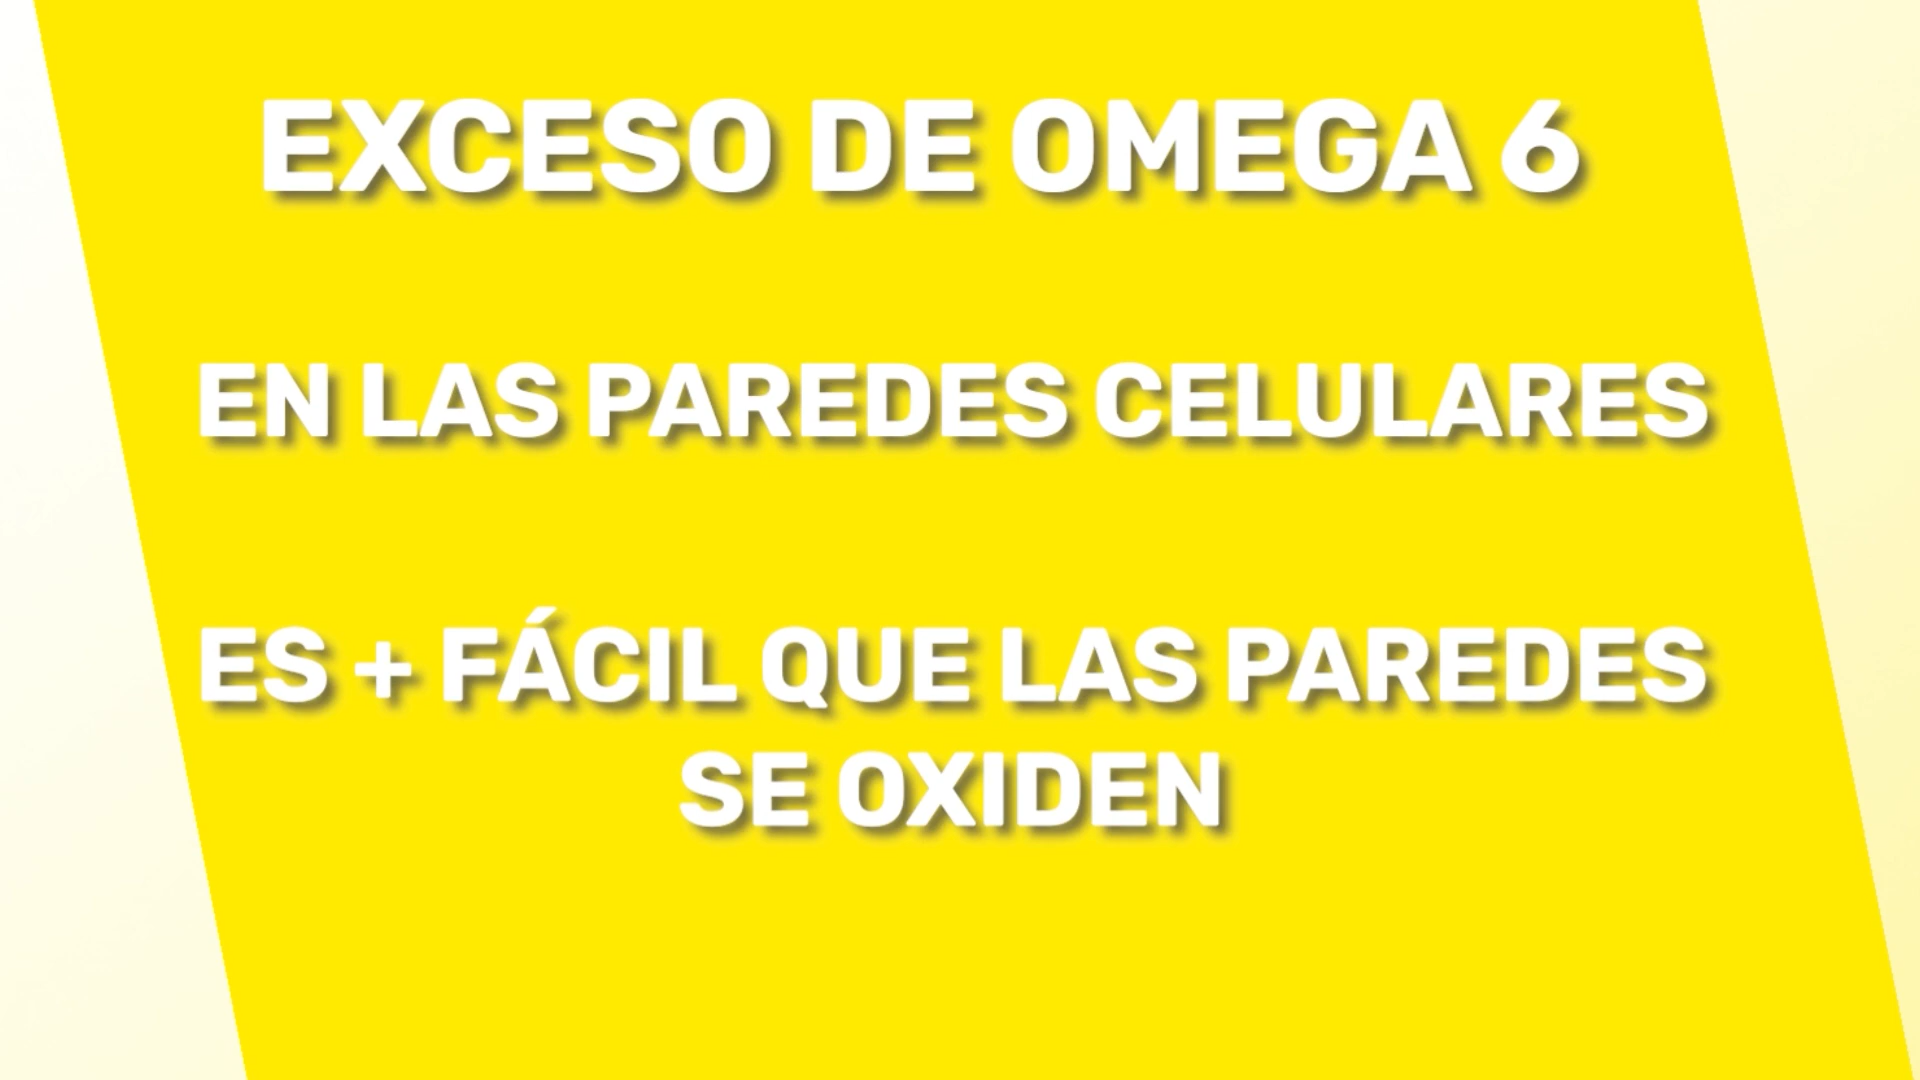 EXCESO DE OMEGA 6
EN LAS PAREDES CELULARES
ES + FÁCIL QUE LAS PAREDES
SE OXIDEN